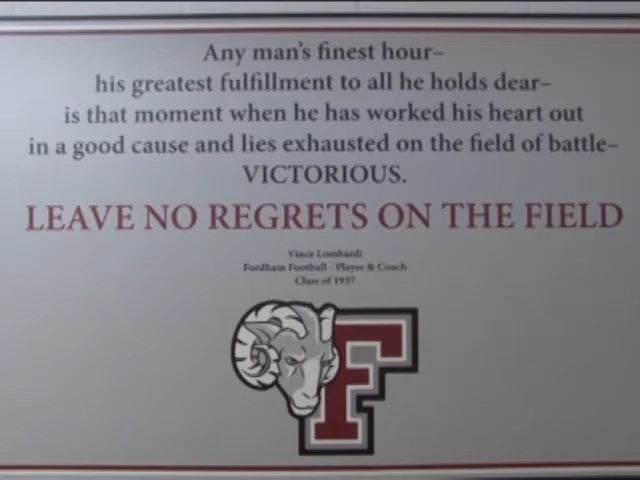 Any man's finest hour–
his greatest fulfillment to all he holds dear–
is that moment when he has worked his heart out
in a good cause and lies exhausted on the field of battle–
VICTORIOUS.
LEAVE NO REGRETS ON THE FIELD
Vince Lombardi
Fordham Football - Player & Coach
Class of 1937
F